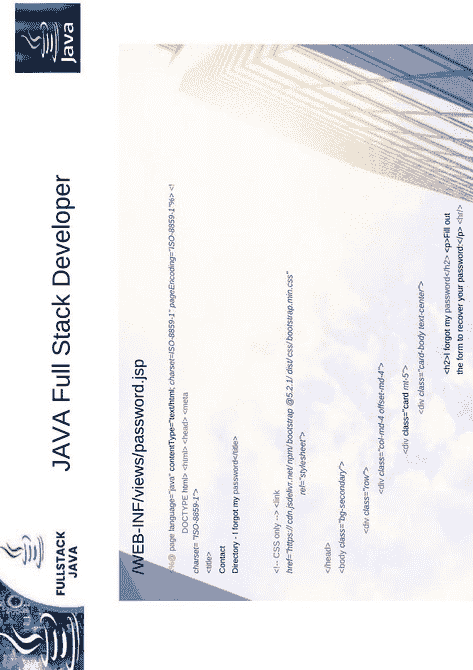 FULLSTACK
JAVA
JAVA Full Stack Developer
Java
/WEB-INF/views/password.jsp
<%@ page language="java" contentType="text/html; charset=ISO-8859-1" pageEncoding="ISO-8859-1"%> <!
DOCTYPE html> <html> <head> <meta
charset= "ISO-8859-1">
<title>
Contact
Directory - I forgot my password</title>
<!-- CSS only --> <link
href="https:// cdn.jsdelivr.net/ npm/ bootstrap @5.2.1/ dist/ css/ bootstrap.min.css"
rel="stylesheet">
</head>
<body class="bg-secondary">
<div class="row">
<div class="col-md-4 offset-md-4">
<div class="card mt-5">
<div class="card-body text-center">
<h2>I forgot my password</h2> <p>Fill out
the form to recover your password:</p> <hr/>